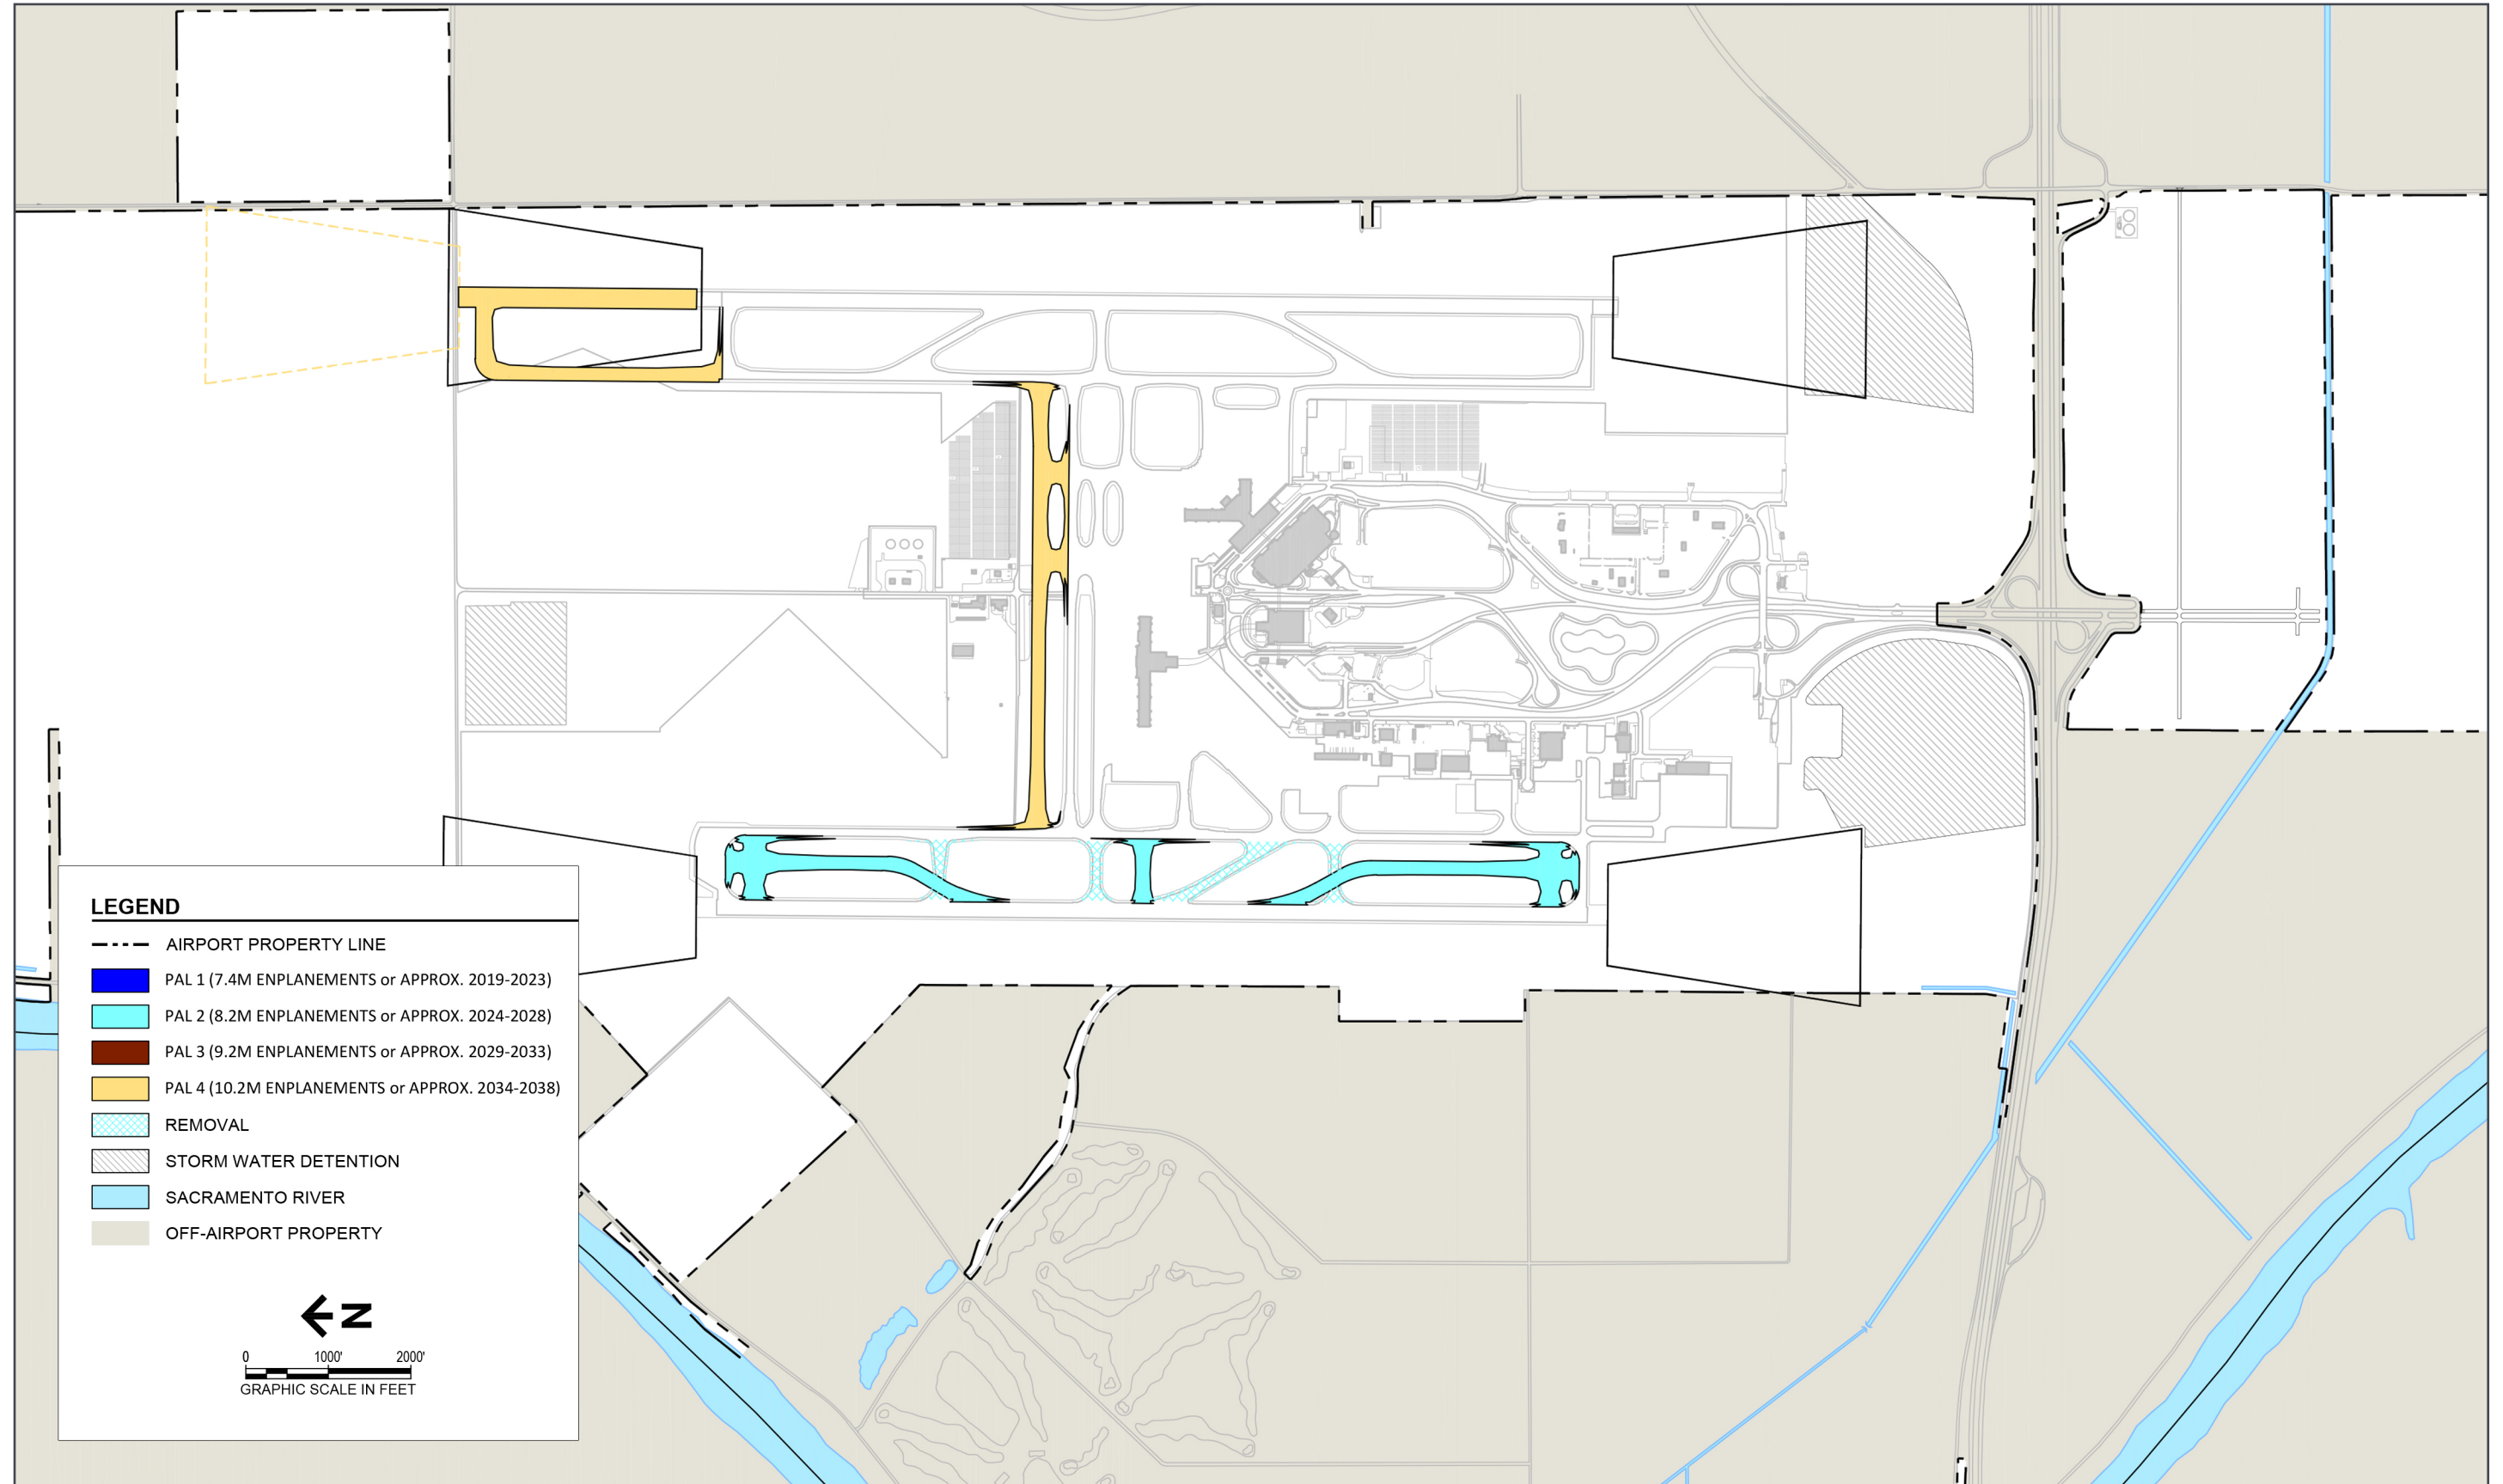 LEGEND
AIRPORT PROPERTY LINE
PAL 1 (7.4M ENPLANEMENTS or APPROX. 2019-2023)
PAL 2 (8.2M ENPLANEMENTS or APPROX. 2024-2028)
PAL 3 (9.2M ENPLANEMENTS or APPROX. 2029-2033)
PAL 4 (10.2M ENPLANEMENTS or APPROX. 2034-2038)
REMOVAL
STORM WATER DETENTION
SACRAMENTO RIVER
OFF-AIRPORT PROPERTY
N
0 1000' 2000'
GRAPHIC SCALE IN FEET